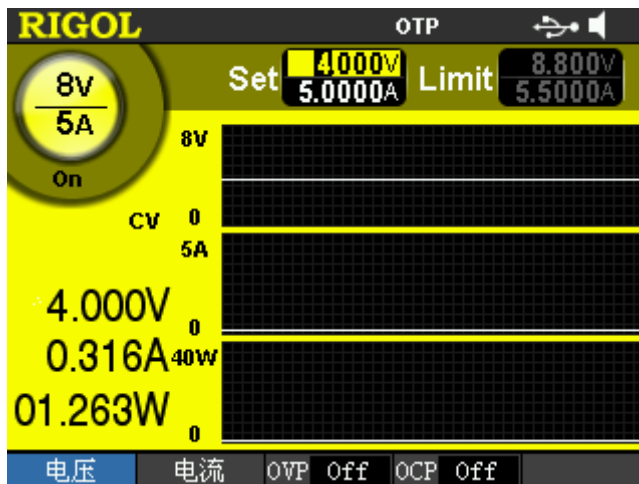 RIGOL OTP
8V
5A
On
Set 4.000V
5.0000A
Limit 8.800V
5.5000A
8V
0
CV
5A
0
40W
0
4.000V
0.316A
01.263W
电压 电流 OVP Off OCP Off